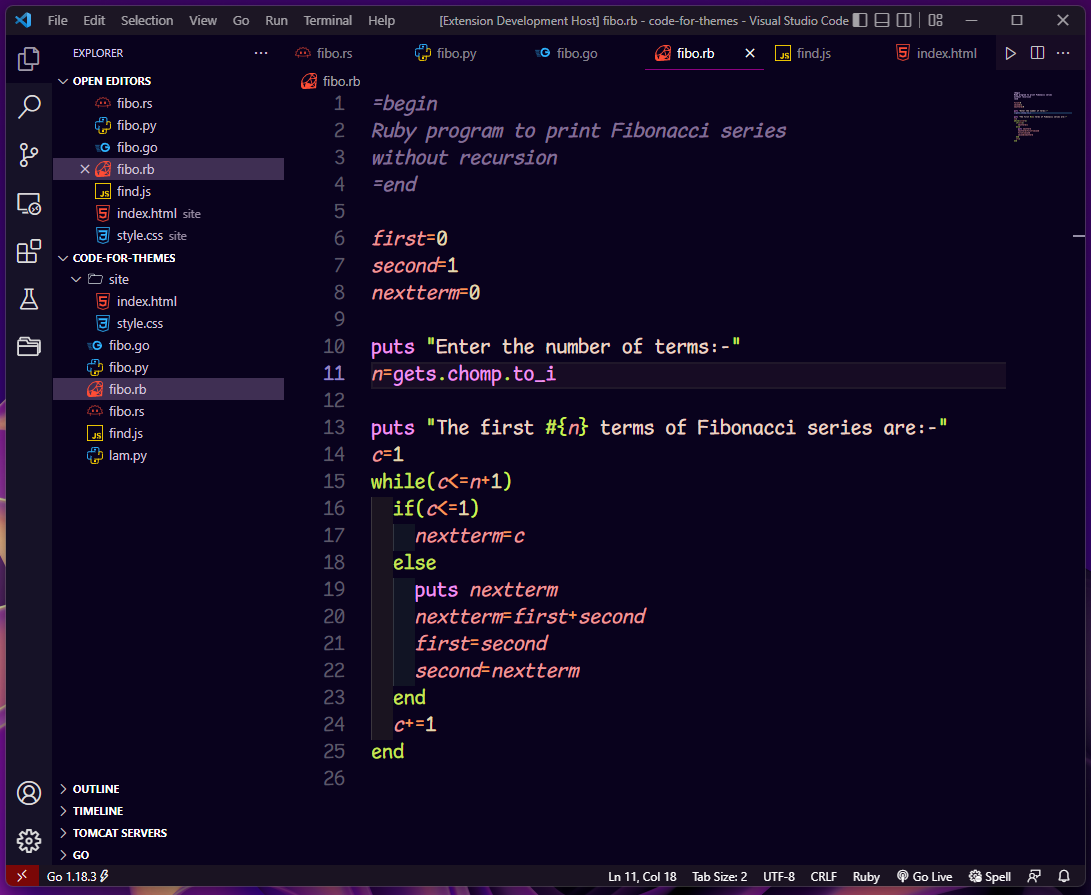 File Edit Selection View Go Run Terminal Help [Extension Development Host] fibo.rb - code-for-themes - Visual Studio Code
EXPLORER ...
fibo.rs fibo.py fibo.go fibo.rb find.js index.html
OPEN EDITORS
fibo.rs
fibo.py
fibo.go
fibo.rb
find.js
index.html site
style.css site
CODE-FOR-THEMES
site
index.html
style.css
fibo.go
fibo.py
fibo.rb
fibo.rs
find.js
lam.py
OUTLINE
TIMELINE
TOMCAT SERVERS
GO
fibo.rb
1 =begin
2 Ruby program to print Fibonacci series
3 without recursion
4 =end
5
6 first=0
7 second=1
8 nextterm=0
9
10 puts "Enter the number of terms:-"
11 n=gets.chomp.to_i
12
13 puts "The first #{n} terms of Fibonacci series are:-"
14 c=1
15 while(c<=n+1)
16   if(c<=1)
17     nextterm=c
18   else
19     puts nextterm
20     nextterm=first+second
21     first=second
22     second=nextterm
23   end
24   c+=1
25 end
26
Go 1.18.3 Ln 11, Col 18 Tab Size: 2 UTF-8 CRLF Ruby Go Live Spell